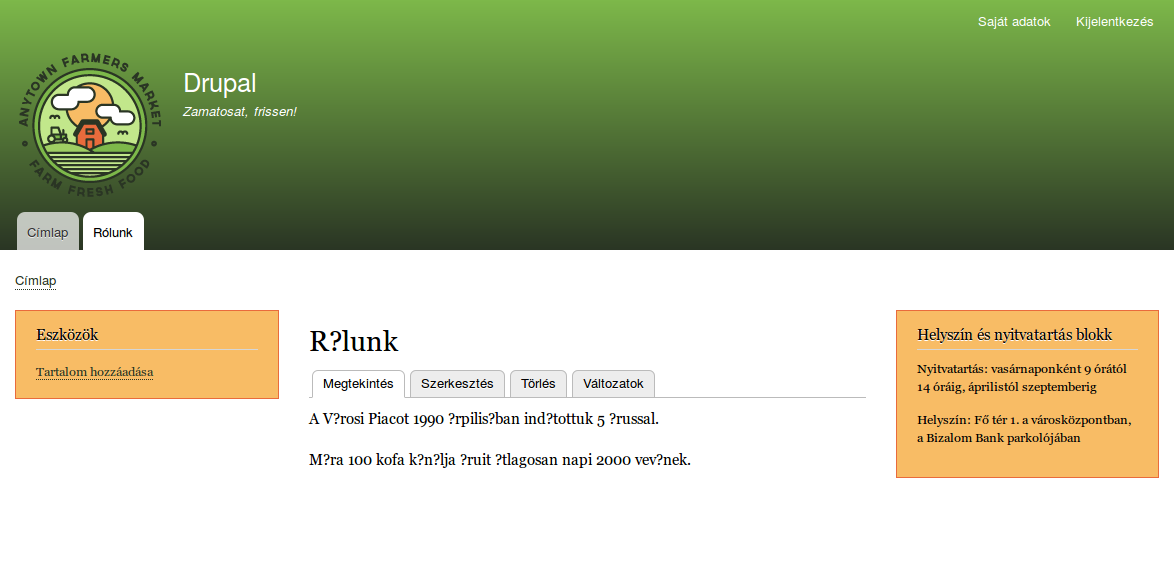 Saját adatok Kijelentkezés
ANYTOWN FARMERS MARKET
FARM FRESH FOOD
Drupal
Zamatosat, frissen!
Címlap Rólunk
Címlap
Eszközök
Tartalom hozzáadása
R?lunk
Megtekintés Szerkesztés Törlés Változatok
A V?rosi Piacot 1990 ?rpilis?ban ind?tottuk 5 ?russal.
M?ra 100 kofa k?n?lja ?ruit ?tlagosan napi 2000 vev?nek.
Helyszín és nyitvatartás blokk
Nyitvatartás: vasárnaponként 9 órától
14 óráig, áprilistól szeptemberig
Helyszín: Fő tér 1. a városközpontban,
a Bizalom Bank parkolójában